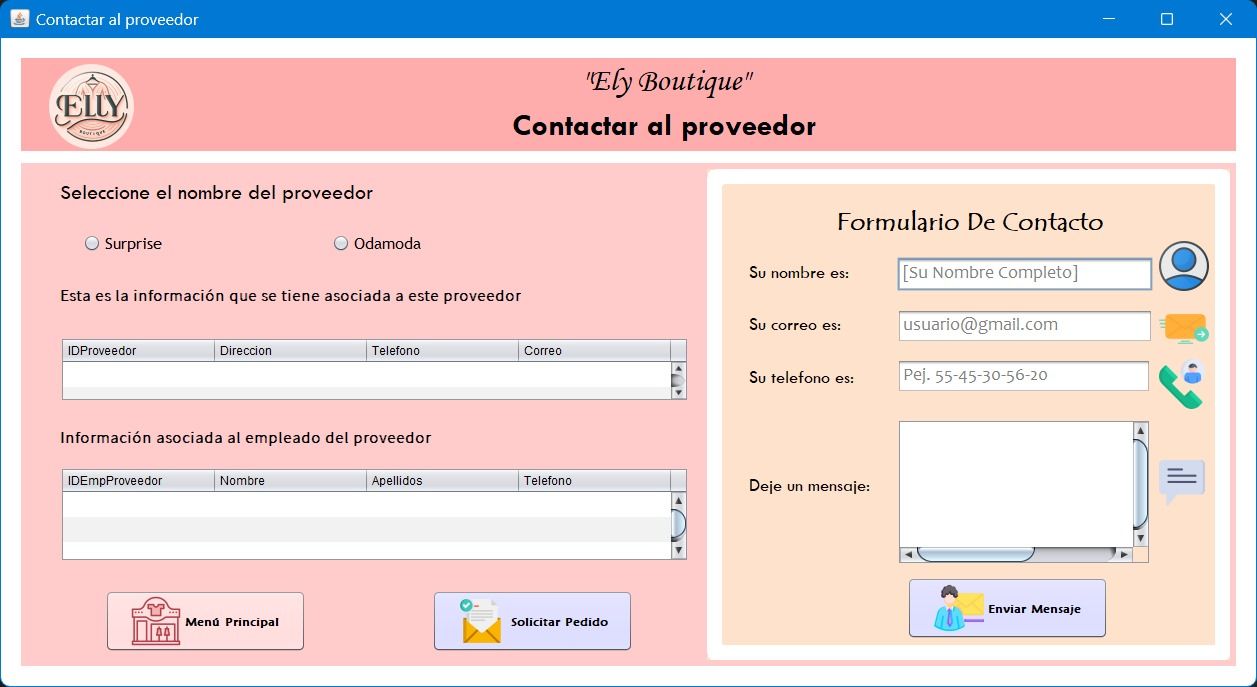 Contactar al proveedor
ELLY
BOUTIQUE
"Ely Boutique"
Contactar al proveedor
Seleccione el nombre del proveedor
Surprise
Odamoda
Esta es la información que se tiene asociada a este proveedor
IDProveedor Direccion Telefono Correo
Información asociada al empleado del proveedor
IDEmpProveedor Nombre Apellidos Telefono
Menú Principal
Solicitar Pedido
Formulario De Contacto
Su nombre es: [Su Nombre Completo]
Su correo es: usuario@gmail.com
Su telefono es: Pej. 55-45-30-56-20
Deje un mensaje:
Enviar Mensaje